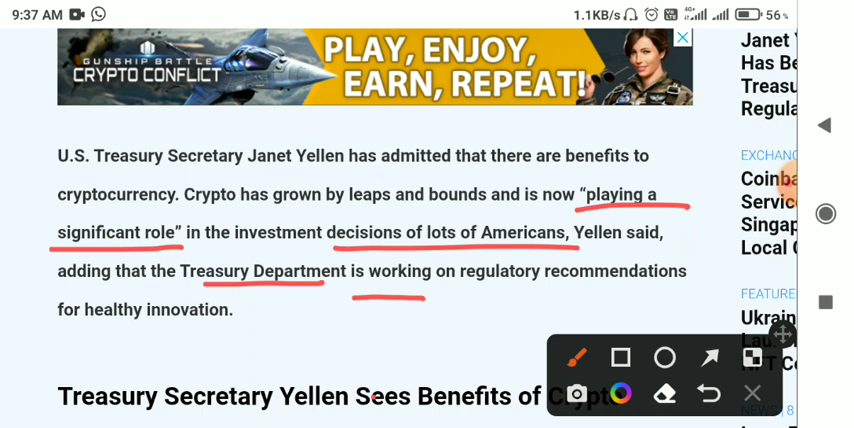 9:37 AM
1.1KB/s 4G+ 56%
GUNSHIP BATTLE
CRYPTO CONFLICT
PLAY, ENJOY,
EARN, REPEAT!
U.S. Treasury Secretary Janet Yellen has admitted that there are benefits to
cryptocurrency. Crypto has grown by leaps and bounds and is now “playing a
significant role” in the investment decisions of lots of Americans, Yellen said,
adding that the Treasury Department is working on regulatory recommendations
for healthy innovation.
Treasury Secretary Yellen Sees Benefits of Crypto
Janet
Has Be
Treasu
Regula
EXCHANG
Coinba
Servic
Singap
Local
FEATURE
Ukrain
NEWS | 8